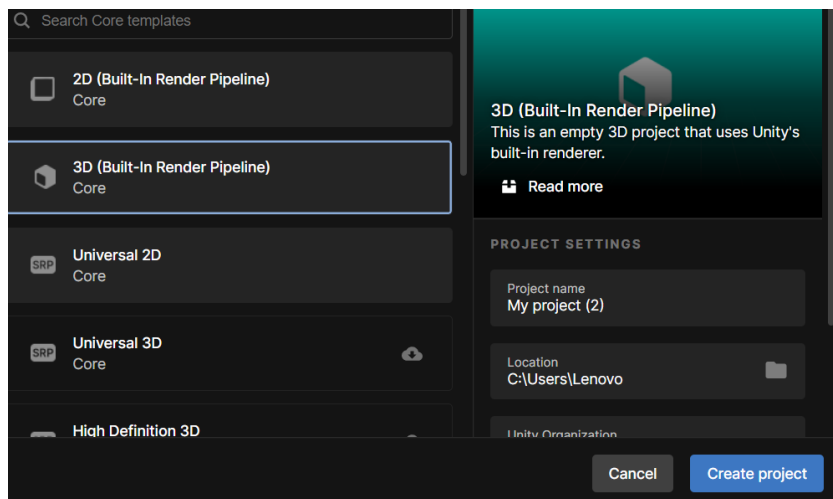 Search Core templates
2D (Built-In Render Pipeline)
Core
3D (Built-In Render Pipeline)
Core
Universal 2D
Core
SRP
Universal 3D
Core
SRP
High Definition 3D
3D (Built-In Render Pipeline)
This is an empty 3D project that uses Unity's
built-in renderer.
Read more
PROJECT SETTINGS
Project name
My project (2)
Location
C:\Users\Lenovo
Unity Organization
Cancel
Create project